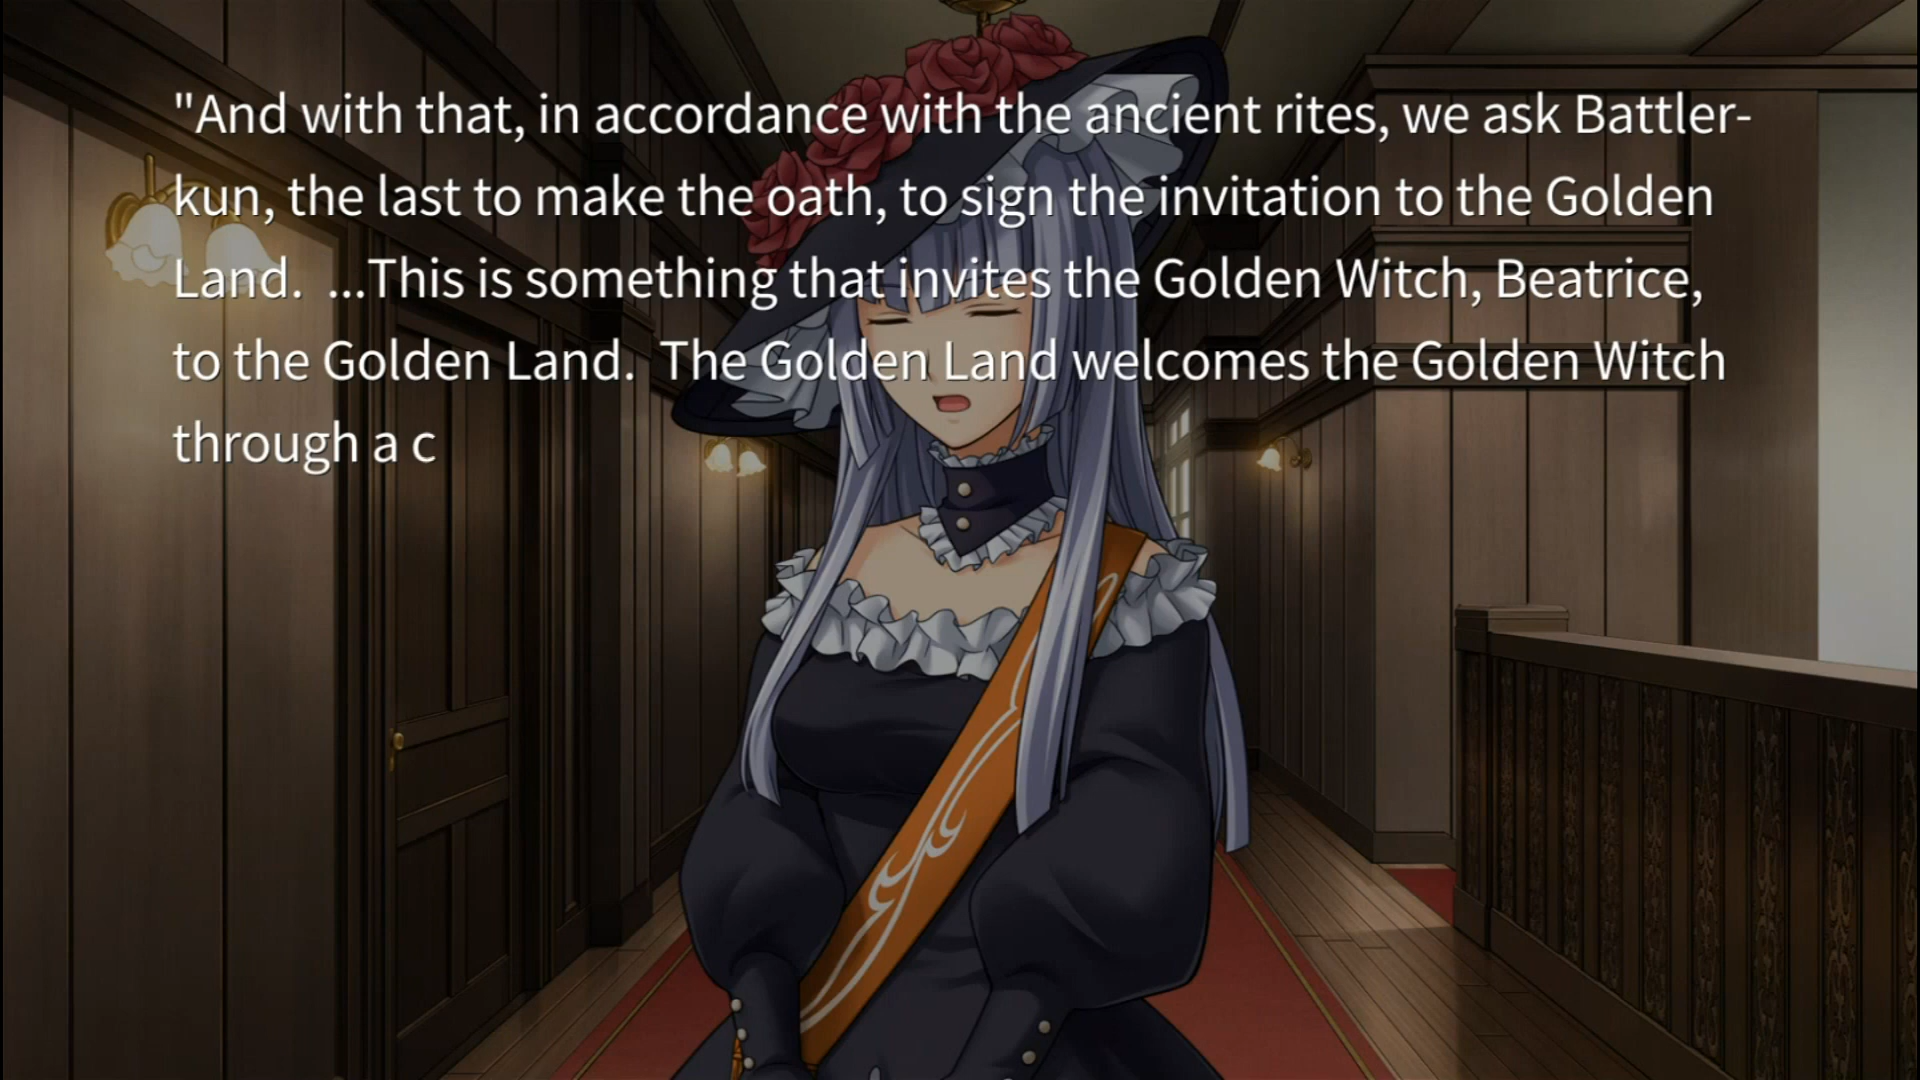 "And with that, in accordance with the ancient rites, we ask Battler-
kun, the last to make the oath, to sign the invitation to the Golden
Land.  ...This is something that invites the Golden Witch, Beatrice,
to the Golden Land.  The Golden Land welcomes the Golden Witch
through a c